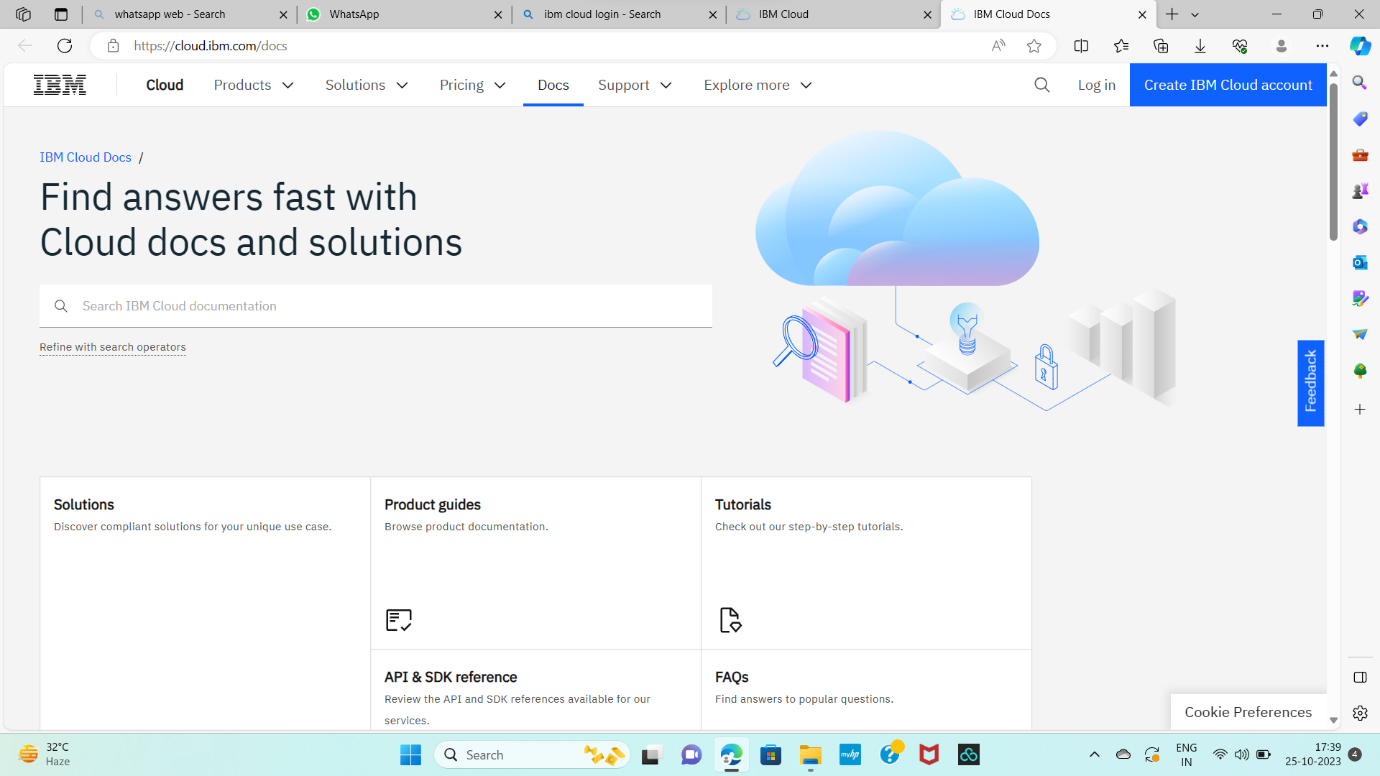 whatsapp web - Search
WhatsApp
ibm cloud login - Search
IBM Cloud
IBM Cloud Docs
https://cloud.ibm.com/docs
IBM
Cloud
Products
Solutions
Pricing
Docs
Support
Explore more
Log in
Create IBM Cloud account
IBM Cloud Docs /
Find answers fast with
Cloud docs and solutions
Search IBM Cloud documentation
Refine with search operators
Feedback
Solutions
Discover compliant solutions for your unique use case.
Product guides
Browse product documentation.
Tutorials
Check out our step-by-step tutorials.
API & SDK reference
Review the API and SDK references available for our
services.
FAQs
Find answers to popular questions.
Cookie Preferences
32°C
Haze
Search
myhp
ENG
IN
17:39
25-10-2023
4